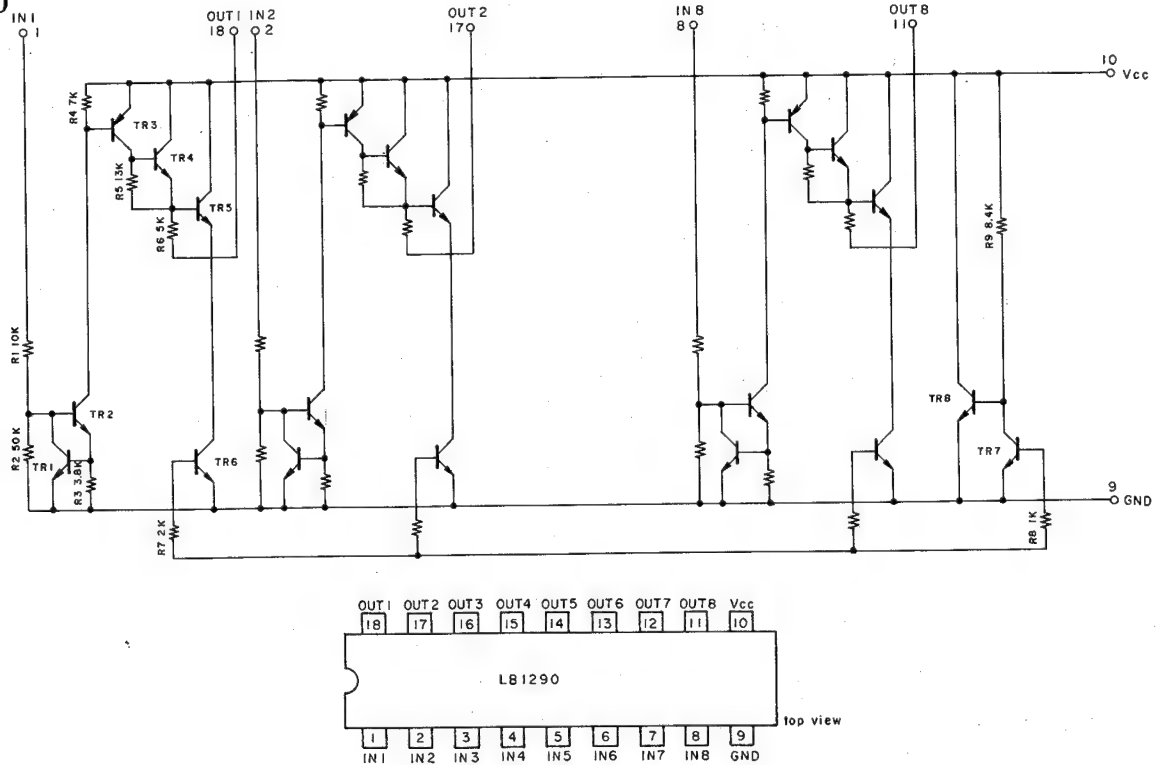 IN1
1
OUT1
18
IN2
2
OUT2
17
IN8
8
OUT8
11
10
Vcc
R4 7K
TR3
TR4
R5 13K
TR5
R6 5K
R9 8.4K
R1 10K
TR2
R2 50K
TR1
R3 3.8K
TR6
R7 2K
TR8
TR7
9
GND
R8 1K
OUT1 OUT2 OUT3 OUT4 OUT5 OUT6 OUT7 OUT8 Vcc
18 17 16 15 14 13 12 11 10
LB1290
top view
1 2 3 4 5 6 7 8 9
IN1 IN2 IN3 IN4 IN5 IN6 IN7 IN8 GND